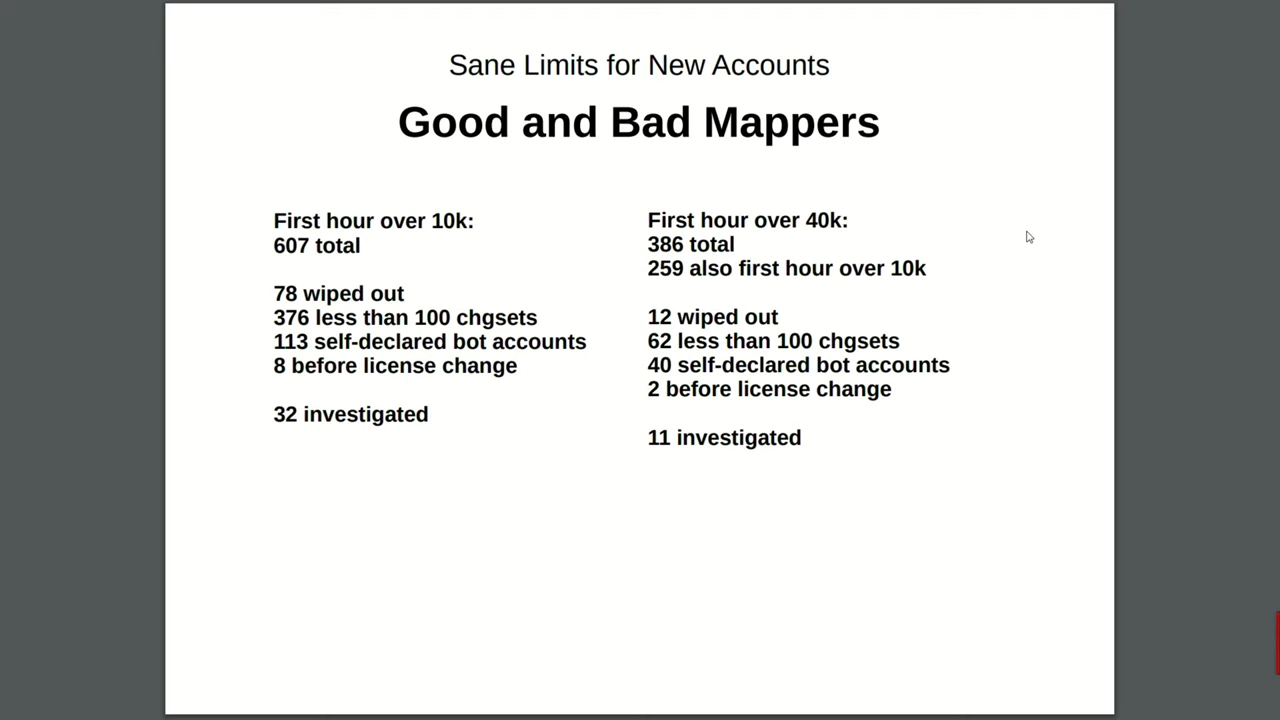 Sane Limits for New Accounts
Good and Bad Mappers
First hour over 10k:
607 total
78 wiped out
376 less than 100 chgsets
113 self-declared bot accounts
8 before license change
32 investigated
First hour over 40k:
386 total
259 also first hour over 10k
12 wiped out
62 less than 100 chgsets
40 self-declared bot accounts
2 before license change
11 investigated